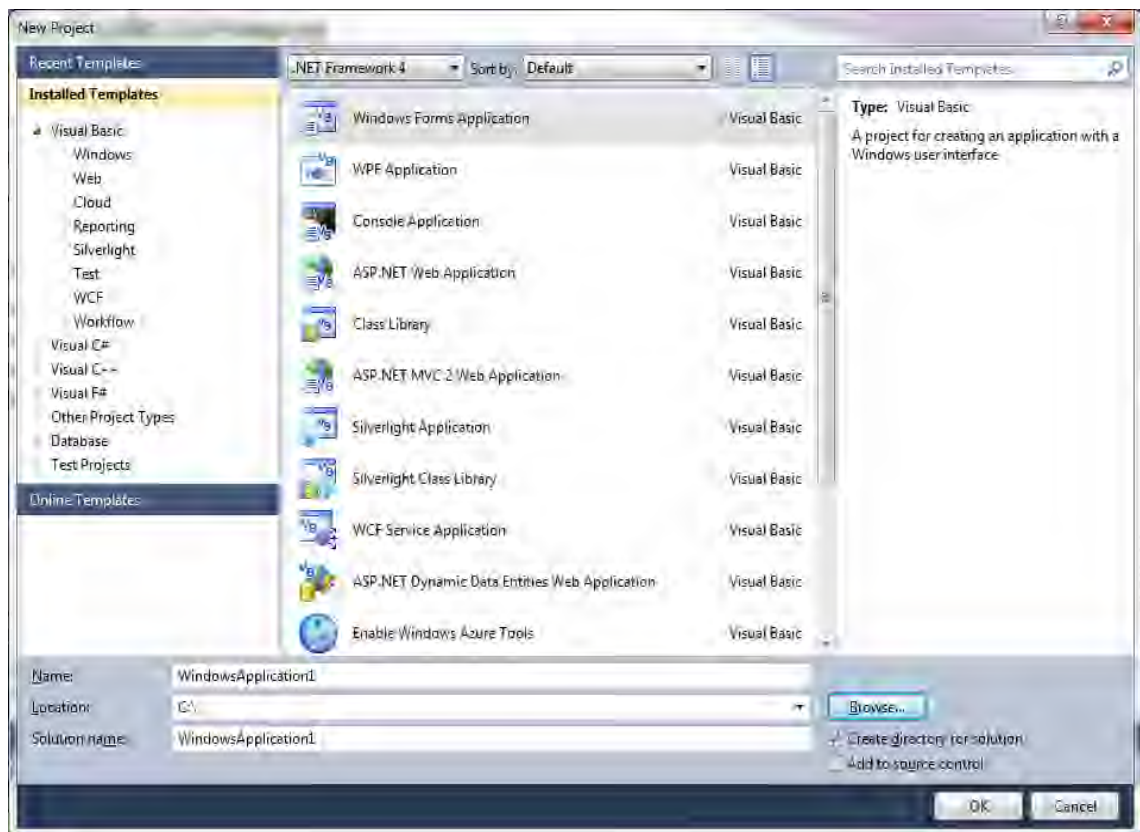 New Project
Recent Templates
.NET Framework 4
Sort by: Default
Search Installed Templates
Installed Templates
Visual Basic
Windows
Web
Cloud
Reporting
Silverlight
Test
WCF
Workflow
Visual C#
Visual C++
Visual F#
Other Project Types
Database
Test Projects
Online Templates
Windows Forms Application Visual Basic
WPF Application Visual Basic
Console Application Visual Basic
ASP.NET Web Application Visual Basic
Class Library Visual Basic
ASP.NET MVC 2 Web Application Visual Basic
Silverlight Application Visual Basic
Silverlight Class Library Visual Basic
WCF Service Application Visual Basic
ASP.NET Dynamic Data Entities Web Application Visual Basic
Enable Windows Azure Tools Visual Basic
Type: Visual Basic
A project for creating an application with a
Windows user interface
Name: WindowsApplication1
Location:
Browse...
Solution name: WindowsApplication1
Create directory for solution
Add to source control
OK Cancel